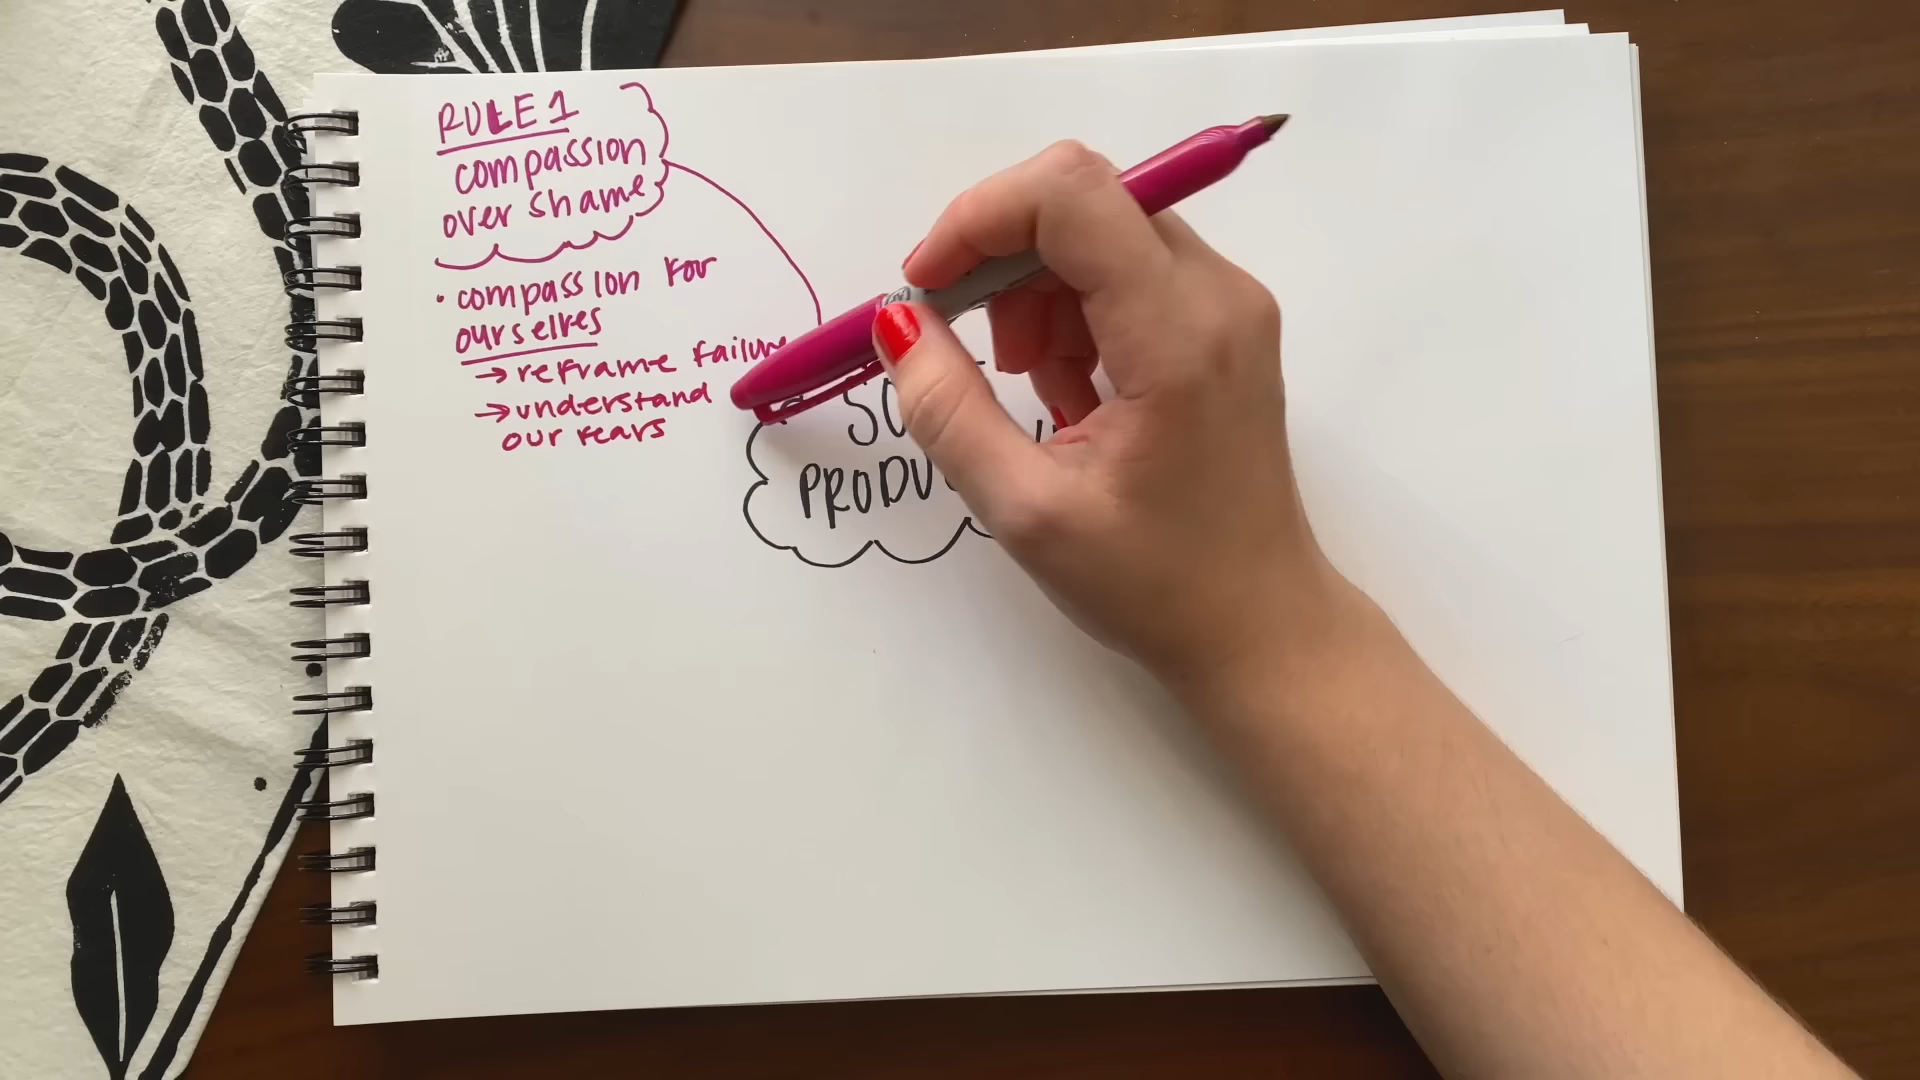 RULE 1
compassion
over shame
• compassion for
ourselves
→ reframe failure
→ understand
our fears